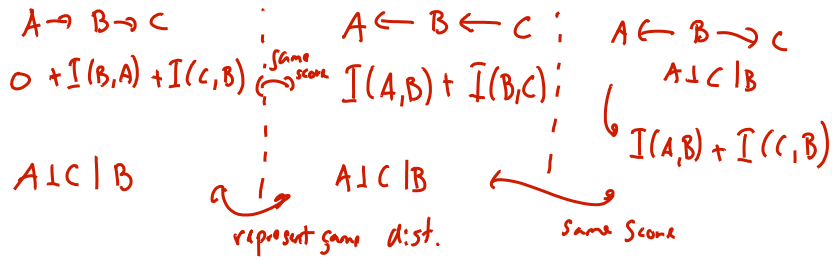 A → B → C
0 + I(B,A) + I(C,B)
same
score
A⊥C | B
A ← B ← C
I(A,B) + I(B,C)
A⊥C | B
represent same dist.
A ← B → C
A⊥C | B
I(A,B) + I(C,B)
same score